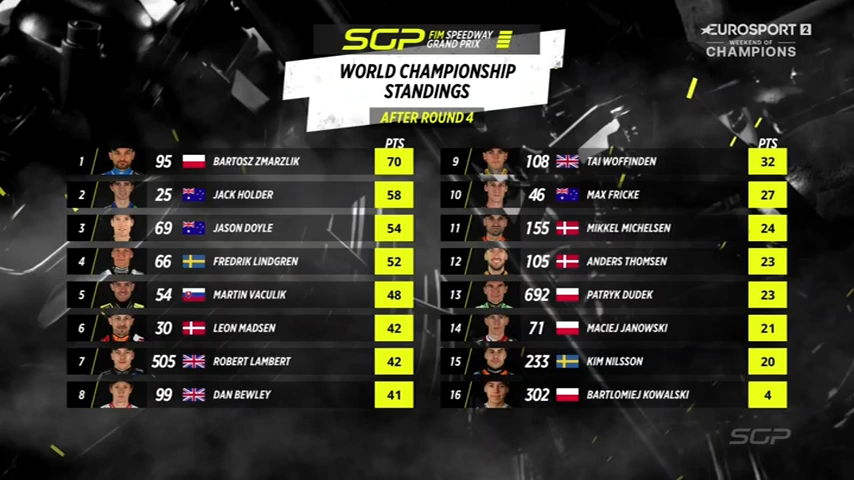 SGP FIM SPEEDWAY GRAND PRIX
EUROSPORT 2
WEEKEND OF
CHAMPIONS
WORLD CHAMPIONSHIP
STANDINGS
AFTER ROUND 4
PTS
1 95 BARTOSZ ZMARZLIK 70
2 25 JACK HOLDER 58
3 69 JASON DOYLE 54
4 66 FREDRIK LINDGREN 52
5 54 MARTIN VACULIK 48
6 30 LEON MADSEN 42
7 505 ROBERT LAMBERT 42
8 99 DAN BEWLEY 41
PTS
9 108 TAI WOFFINDEN 32
10 46 MAX FRICKE 27
11 155 MIKKEL MICHELSEN 24
12 105 ANDERS THOMSEN 23
13 692 PATRYK DUDEK 23
14 71 MACIEJ JANOWSKI 21
15 233 KIM NILSSON 20
16 302 BARTLOMIEJ KOWALSKI 4
SGP